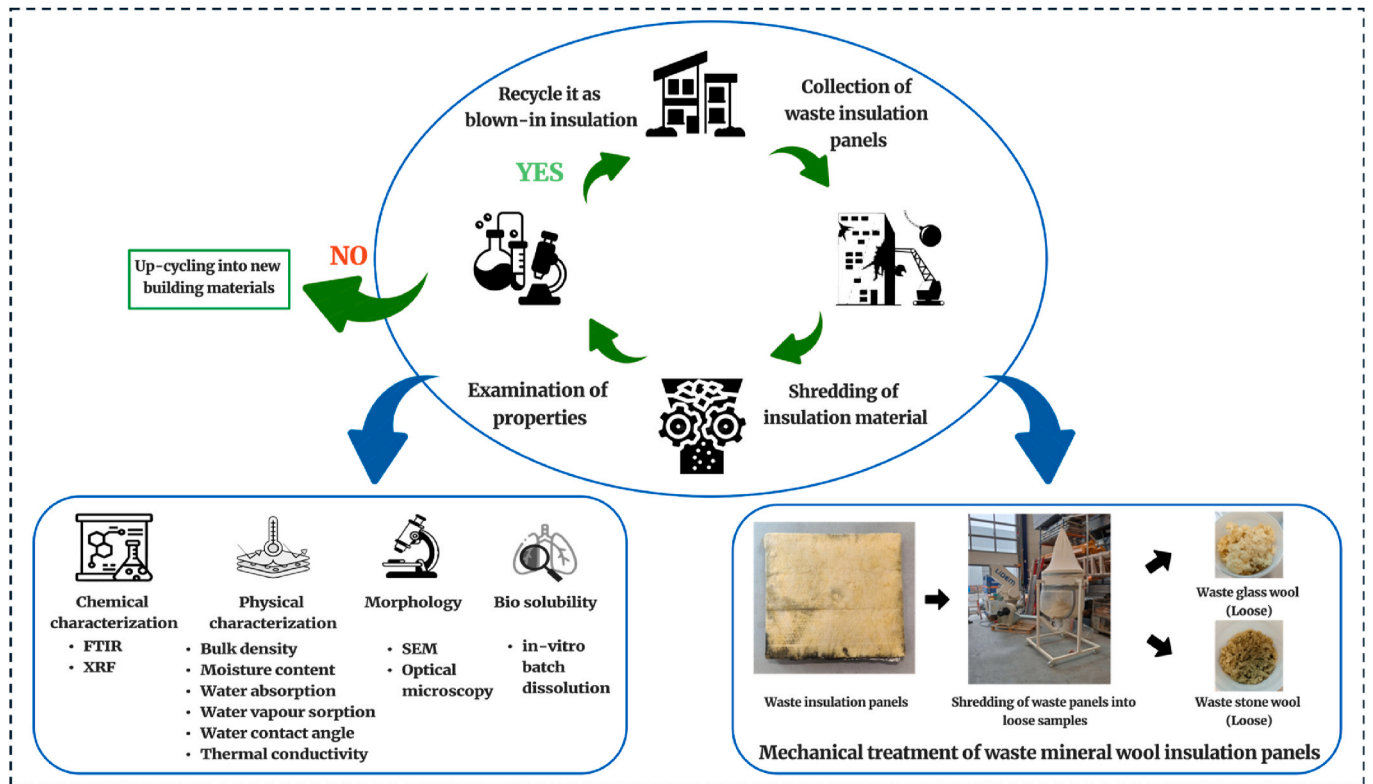 Recycle it as
blown-in insulation
Collection of
waste insulation
panels
YES
NO
Up-cycling into new
building materials
Examination of
properties
Shredding of
insulation material
Chemical
characterization
• FTIR
• XRF
Physical
characterization
• Bulk density
• Moisture content
• Water absorption
• Water vapour sorption
• Water contact angle
• Thermal conductivity
Morphology
• SEM
• Optical
microscopy
Bio solubility
• in-vitro
batch
dissolution
Waste insulation panels
Shredding of waste panels into
loose samples
Waste glass wool
(Loose)
Waste stone wool
(Loose)
Mechanical treatment of waste mineral wool insulation panels